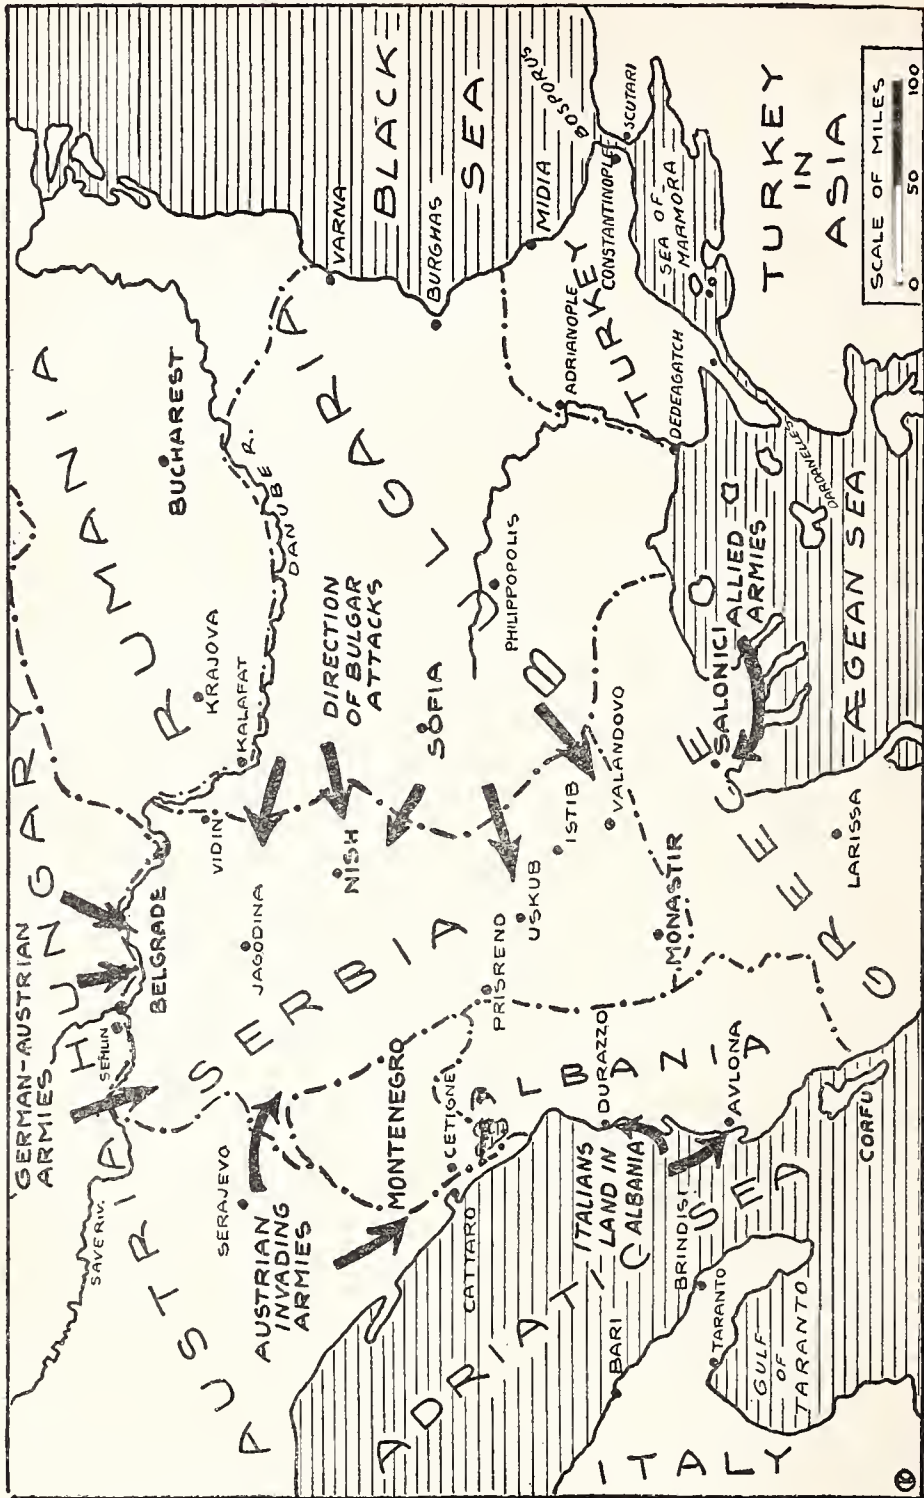 GERMAN-AUSTRIAN
ARMIES
AUSTRIA HUNGARY
SAVE RIV.
SEMLIN
BELGRADE
RUMANIA
BUCHAREST
KRAJOVA
KALAFAT
DANUBE R.
VIDIN
VARNA
BLACK
SEA
SERAJEVO
AUSTRIAN
INVADING
ARMIES
SERBIA
JAGODINA
NISH
DIRECTION
OF BULGAR
ATTACKS
SOFIA
BULGARIA
BURGHAS
PHILIPPOPOLIS
MONTENEGRO
CETIGNE
CATTARO
PRISREND
USKUB
ISTIB
VALANDOVO
MIDIA
BOSPORUS
ADRIANOPLE
TURKEY
CONSTANTINOPLE
SCUTARI
SEA OF
MARMORA
DEDEAGATCH
ADRIATIC SEA
ITALIANS
LAND IN
ALBANIA
ALBANIA
DURAZZO
AVLONA
MONASTIR
SALONICI
ALLIED
ARMIES
DARDANELLES
ÆGEAN SEA
GREECE
LARISSA
CORFU
BARI
BRINDISI
TARANTO
GULF
OF
TARANTO
ITALY
TURKEY
IN
ASIA
SCALE OF MILES
0 50 100